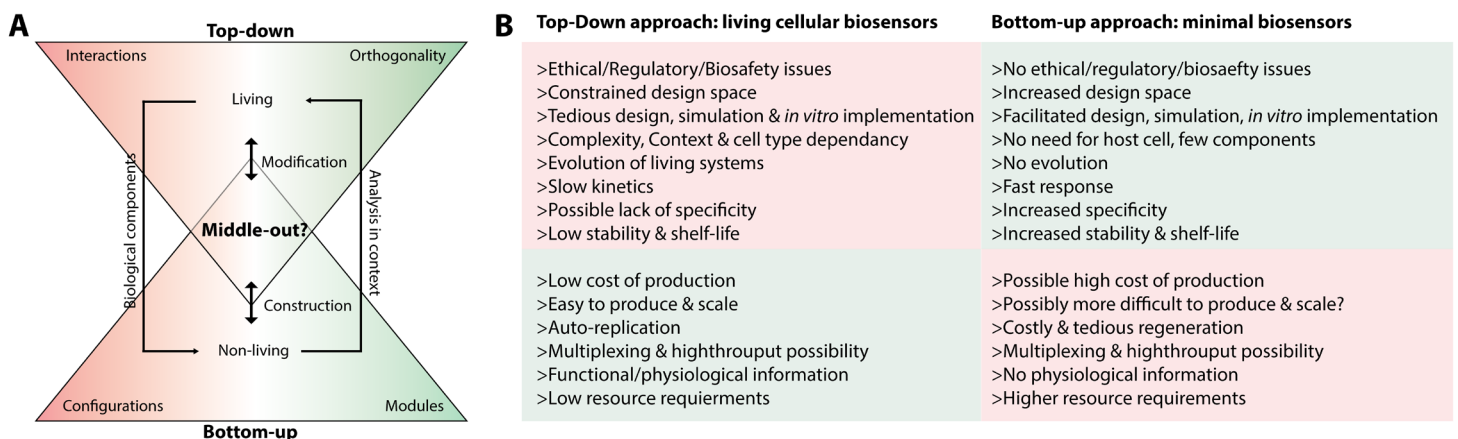 A
Top-down
Interactions
Orthogonality
Living
Modification
Biological components
Middle-out?
Analysis in context
Construction
Non-living
Configurations
Modules
Bottom-up
B
Top-Down approach: living cellular biosensors
>Ethical/Regulatory/Biosafety issues
>Constrained design space
>Tedious design, simulation & in vitro implementation
>Complexity, Context & cell type dependancy
>Evolution of living systems
>Slow kinetics
>Possible lack of specificity
>Low stability & shelf-life
>Low cost of production
>Easy to produce & scale
>Auto-replication
>Multiplexing & highthrouput possibility
>Functional/physiological information
>Low resource requierments
Bottom-up approach: minimal biosensors
>No ethical/regulatory/biosaefty issues
>Increased design space
>Facilitated design, simulation, in vitro implementation
>No need for host cell, few components
>No evolution
>Fast response
>Increased specificity
>Increased stability & shelf-life
>Possible high cost of production
>Possibly more difficult to produce & scale?
>Costly & tedious regeneration
>Multiplexing & highthrouput possibility
>No physiological information
>Higher resource requirements